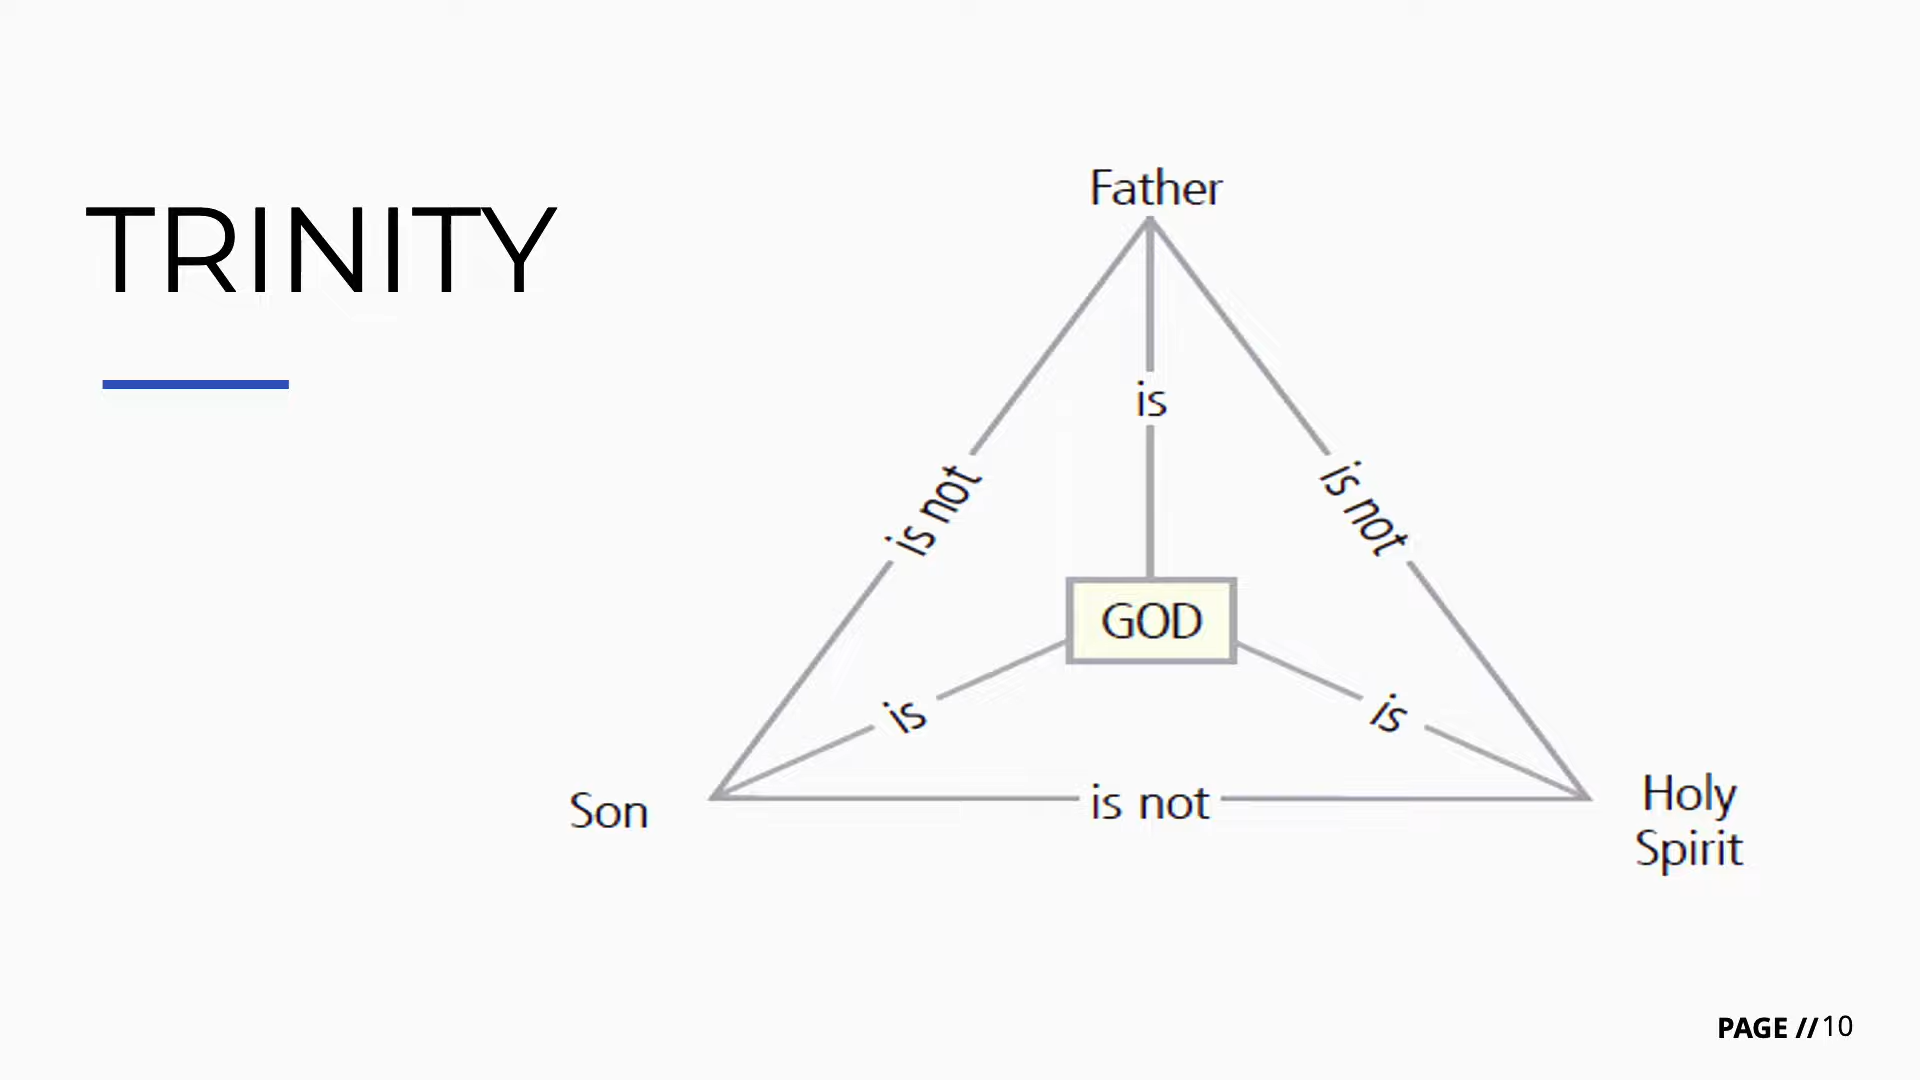 TRINITY
Father
is
is not
is not
GOD
is
is
Son
is not
Holy
Spirit
PAGE // 10